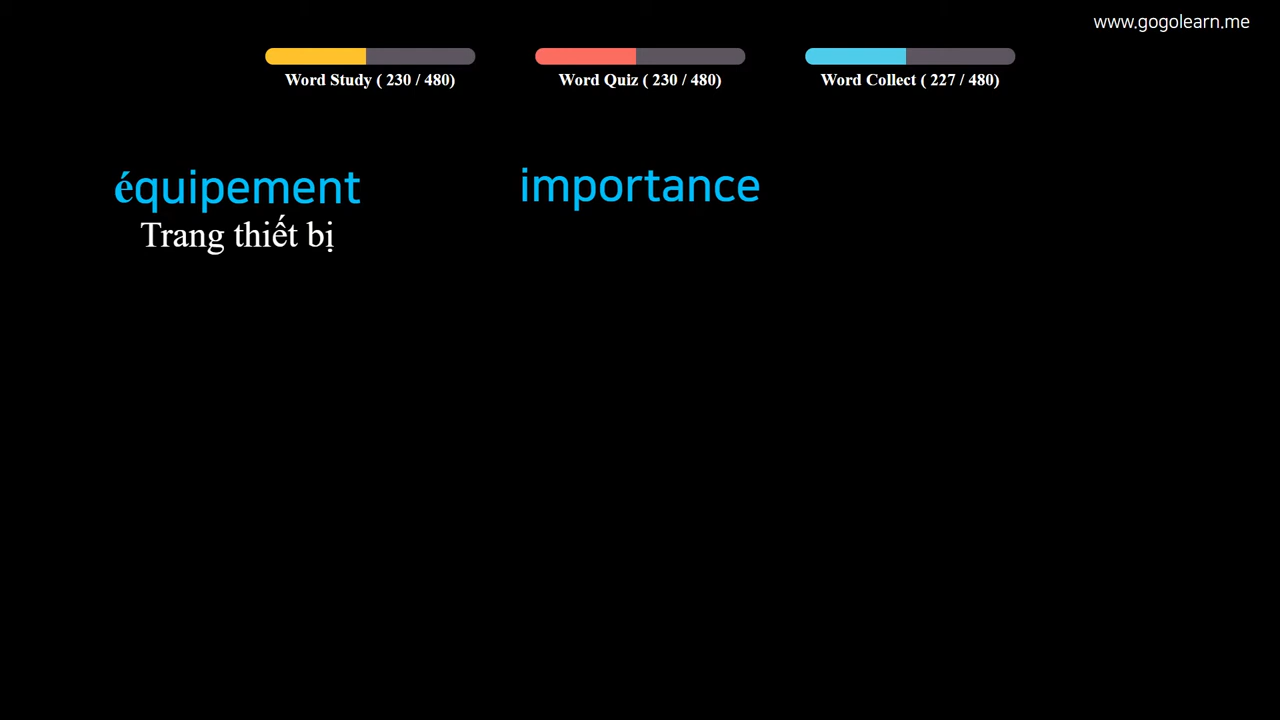 www.gogolearn.me
Word Study ( 230 / 480)
Word Quiz ( 230 / 480)
Word Collect ( 227 / 480)
équipement
Trang thiết bị
importance